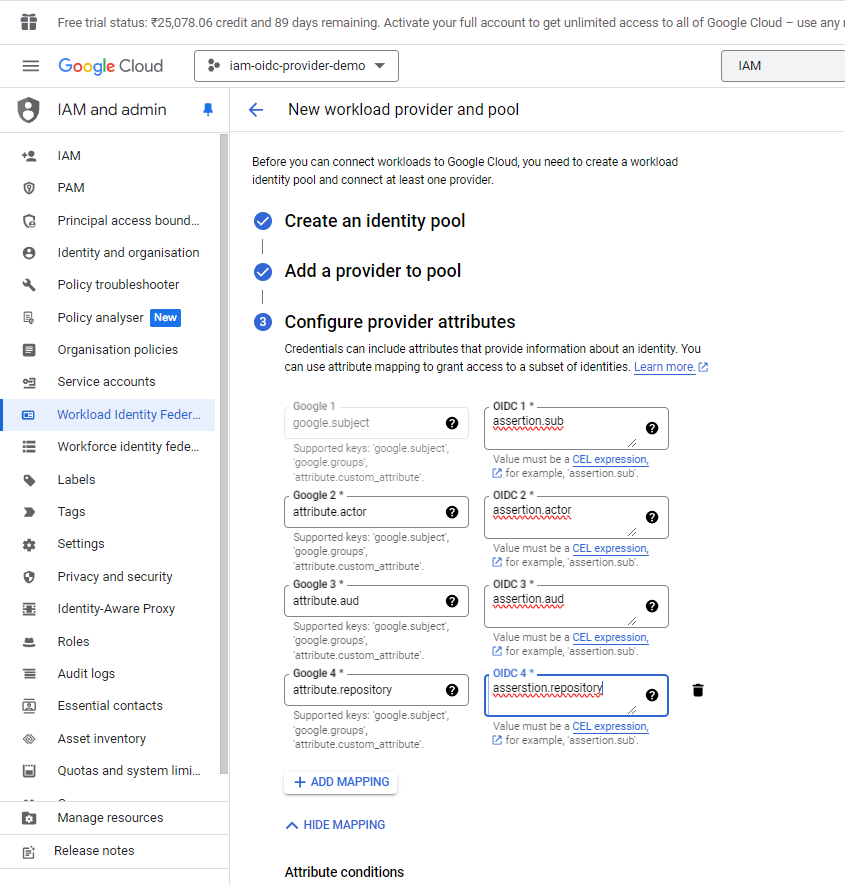 Free trial status: ₹25,078.06 credit and 89 days remaining. Activate your full account to get unlimited access to all of Google Cloud – use any
Google Cloud
iam-oidc-provider-demo
IAM
IAM and admin
New workload provider and pool
IAM
PAM
Principal access bound...
Identity and organisation
Policy troubleshooter
Policy analyser New
Organisation policies
Service accounts
Workload Identity Feder...
Workforce identity fede...
Labels
Tags
Settings
Privacy and security
Identity-Aware Proxy
Roles
Audit logs
Essential contacts
Asset inventory
Quotas and system limi...
Manage resources
Release notes
Before you can connect workloads to Google Cloud, you need to create a workload
identity pool and connect at least one provider.
Create an identity pool
Add a provider to pool
3 Configure provider attributes
Credentials can include attributes that provide information about an identity. You
can use attribute mapping to grant access to a subset of identities. Learn more.
Google 1
google.subject
Supported keys: 'google.subject',
'google.groups',
'attribute.custom_attribute'.
OIDC 1 *
assertion.sub
Value must be a CEL expression,
for example, 'assertion.sub'.
Google 2 *
attribute.actor
Supported keys: 'google.subject',
'google.groups',
'attribute.custom_attribute'.
OIDC 2 *
assertion.actor
Value must be a CEL expression,
for example, 'assertion.sub'.
Google 3 *
attribute.aud
Supported keys: 'google.subject',
'google.groups',
'attribute.custom_attribute'.
OIDC 3 *
assertion.aud
Value must be a CEL expression,
for example, 'assertion.sub'.
Google 4 *
attribute.repository
Supported keys: 'google.subject',
'google.groups',
'attribute.custom_attribute'.
OIDC 4 *
asserstion.repository
Value must be a CEL expression,
for example, 'assertion.sub'.
+ ADD MAPPING
HIDE MAPPING
Attribute conditions